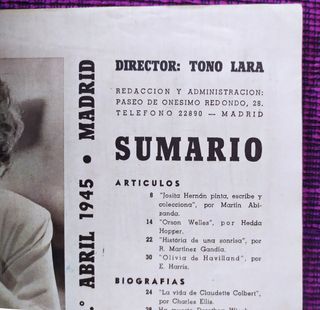 DIRECTOR: TONO LARA
REDACCION Y ADMINISTRACION:
PASEO DE ONESIMO REDONDO, 28.
TELEFONO 22890 — MADRID
SUMARIO
ARTICULOS
6 "Josita Hernán pinta, escribe y
colecciona", por Martín Abi-
zanda.
14 "Orson Welles", por Hedda
Hopper.
22 "Historia de una sonrisa", por
R. Martínez Gandía.
30 "Olivia de Havilland", por
E. Harris.
BIOGRAFIAS
24 "La vida de Claudette Colbert",
por Charles Ellis.
ABRIL 1945 • MADRID